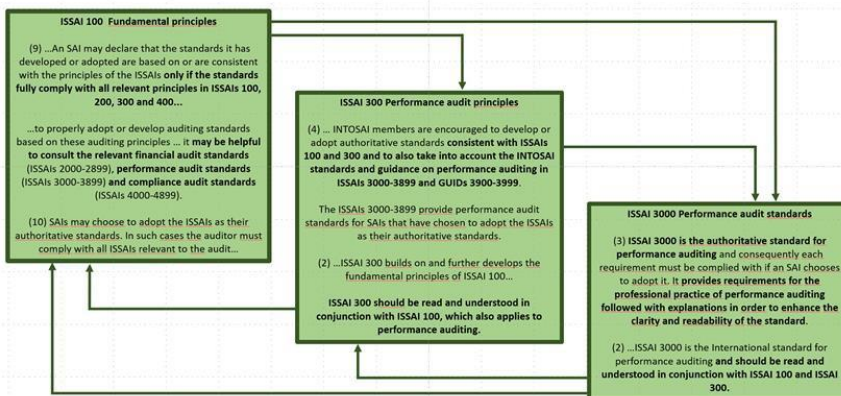 ISSAI 100 Fundamental principles
(9) ...An SAI may declare that the standards it has
developed or adopted are based on or are consistent
with the principles of the ISSAIs only if the standards
fully comply with all relevant principles in ISSAIs 100,
200, 300 and 400...
...to properly adopt or develop auditing standards
based on these auditing principles ... it may be helpful
to consult the relevant financial audit standards
(ISSAIs 2000-2899), performance audit standards
(ISSAIs 3000-3899) and compliance audit standards
(ISSAIs 4000-4899).
(10) SAIs may choose to adopt the ISSAIs as their
authoritative standards. In such cases the auditor must
comply with all ISSAIs relevant to the audit...
ISSAI 300 Performance audit principles
(4) ... INTOSAI members are encouraged to develop or
adopt authoritative standards consistent with ISSAIs
100 and 300 and to also take into account the INTOSAI
standards and guidance on performance auditing in
ISSAIs 3000-3899 and GUIDs 3900-3999.
The ISSAIs 3000-3899 provide performance audit
standards for SAIs that have chosen to adopt the ISSAIs
as their authoritative standards.
(2) ...ISSAI 300 builds on and further develops the
fundamental principles of ISSAI 100...
ISSAI 300 should be read and understood in
conjunction with ISSAI 100, which also applies to
performance auditing.
ISSAI 3000 Performance audit standards
(3) ISSAI 3000 is the authoritative standard for
performance auditing and consequently each
requirement must be complied with if an SAI chooses
to adopt it. It provides requirements for the
professional practice of performance auditing
followed with explanations in order to enhance the
clarity and readability of the standard.
(2) ...ISSAI 3000 is the International standard for
performance auditing and should be read and
understood in conjunction with ISSAI 100 and ISSAI
300.